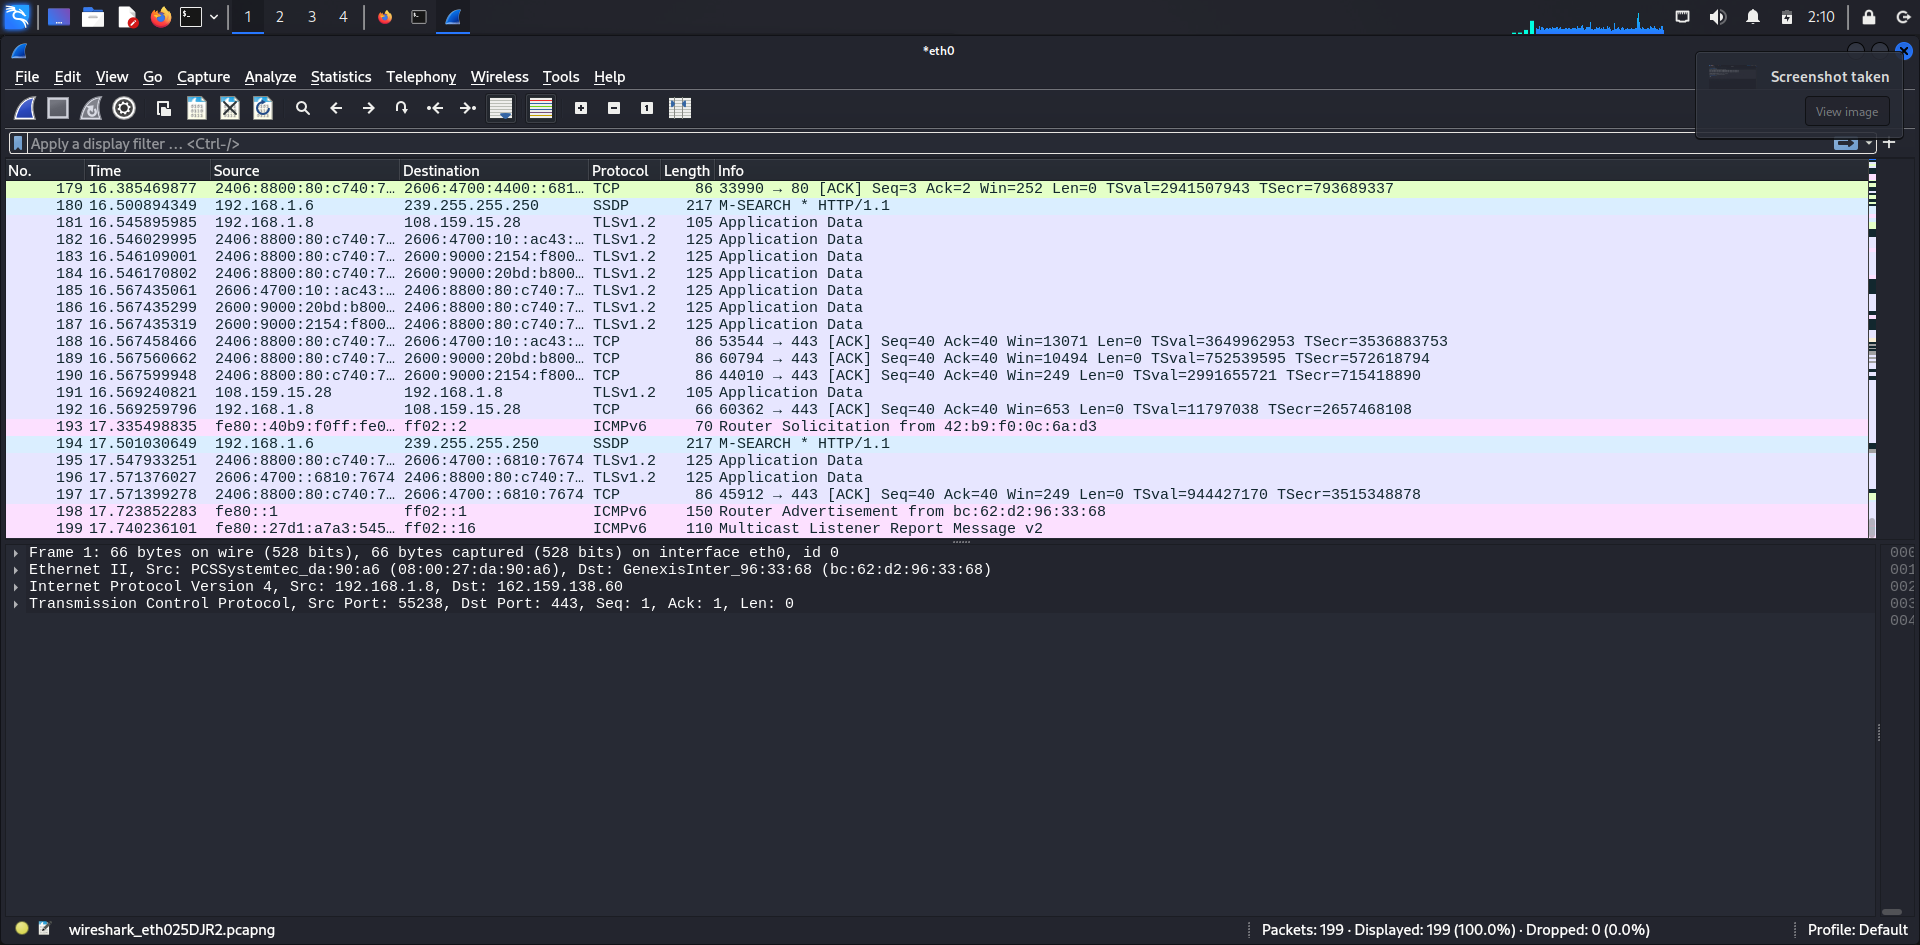 1 2 3 4 2:10
*eth0
File Edit View Go Capture Analyze Statistics Telephony Wireless Tools Help
Screenshot taken
View image
Apply a display filter … <Ctrl-/>
No. Time Source Destination Protocol Length Info
179 16.385469877 2406:8800:80:c740:7… 2606:4700:4400::681… TCP 86 33990 → 80 [ACK] Seq=3 Ack=2 Win=252 Len=0 TSval=2941507943 TSecr=793689337
180 16.500894349 192.168.1.6 239.255.255.250 SSDP 217 M-SEARCH * HTTP/1.1
181 16.545895985 192.168.1.8 108.159.15.28 TLSv1.2 105 Application Data
182 16.546029995 2406:8800:80:c740:7… 2606:4700:10::ac43:… TLSv1.2 125 Application Data
183 16.546109001 2406:8800:80:c740:7… 2600:9000:2154:f800… TLSv1.2 125 Application Data
184 16.546170802 2406:8800:80:c740:7… 2600:9000:20bd:b800… TLSv1.2 125 Application Data
185 16.567435061 2606:4700:10::ac43:… 2406:8800:80:c740:7… TLSv1.2 125 Application Data
186 16.567435299 2600:9000:20bd:b800… 2406:8800:80:c740:7… TLSv1.2 125 Application Data
187 16.567435319 2600:9000:2154:f800… 2406:8800:80:c740:7… TLSv1.2 125 Application Data
188 16.567458466 2406:8800:80:c740:7… 2606:4700:10::ac43:… TCP 86 53544 → 443 [ACK] Seq=40 Ack=40 Win=13071 Len=0 TSval=3649962953 TSecr=3536883753
189 16.567560662 2406:8800:80:c740:7… 2600:9000:20bd:b800… TCP 86 60794 → 443 [ACK] Seq=40 Ack=40 Win=10494 Len=0 TSval=752539595 TSecr=572618794
190 16.567599948 2406:8800:80:c740:7… 2600:9000:2154:f800… TCP 86 44010 → 443 [ACK] Seq=40 Ack=40 Win=249 Len=0 TSval=2991655721 TSecr=715418890
191 16.569240821 108.159.15.28 192.168.1.8 TLSv1.2 105 Application Data
192 16.569259796 192.168.1.8 108.159.15.28 TCP 66 60362 → 443 [ACK] Seq=40 Ack=40 Win=653 Len=0 TSval=11797038 TSecr=2657468108
193 17.335498835 fe80::40b9:f0ff:fe0… ff02::2 ICMPv6 70 Router Solicitation from 42:b9:f0:0c:6a:d3
194 17.501030649 192.168.1.6 239.255.255.250 SSDP 217 M-SEARCH * HTTP/1.1
195 17.547933251 2406:8800:80:c740:7… 2606:4700::6810:7674 TLSv1.2 125 Application Data
196 17.571376027 2606:4700::6810:7674 2406:8800:80:c740:7… TLSv1.2 125 Application Data
197 17.571399278 2406:8800:80:c740:7… 2606:4700::6810:7674 TCP 86 45912 → 443 [ACK] Seq=40 Ack=40 Win=249 Len=0 TSval=944427170 TSecr=3515348878
198 17.723852283 fe80::1 ff02::1 ICMPv6 150 Router Advertisement from bc:62:d2:96:33:68
199 17.740236101 fe80::27d1:a7a3:545… ff02::16 ICMPv6 110 Multicast Listener Report Message v2
Frame 1: 66 bytes on wire (528 bits), 66 bytes captured (528 bits) on interface eth0, id 0
Ethernet II, Src: PCSSystemtec_da:90:a6 (08:00:27:da:90:a6), Dst: GenexisInter_96:33:68 (bc:62:d2:96:33:68)
Internet Protocol Version 4, Src: 192.168.1.8, Dst: 162.159.138.60
Transmission Control Protocol, Src Port: 55238, Dst Port: 443, Seq: 1, Ack: 1, Len: 0
wireshark_eth025DJR2.pcapng
Packets: 199 · Displayed: 199 (100.0%) · Dropped: 0 (0.0%)
Profile: Default